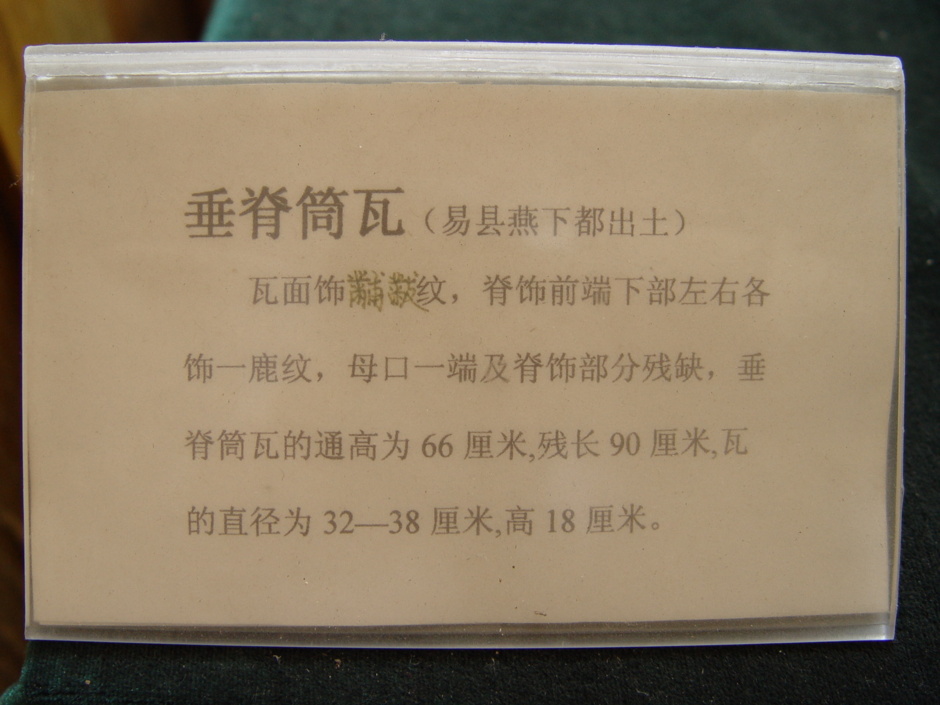 垂脊筒瓦（易县燕下都出土）
瓦面饰黼黻纹，脊饰前端下部左右各
饰一鹿纹，母口一端及脊饰部分残缺，垂
脊筒瓦的通高为 66 厘米,残长 90 厘米,瓦
的直径为 32—38 厘米,高 18 厘米。